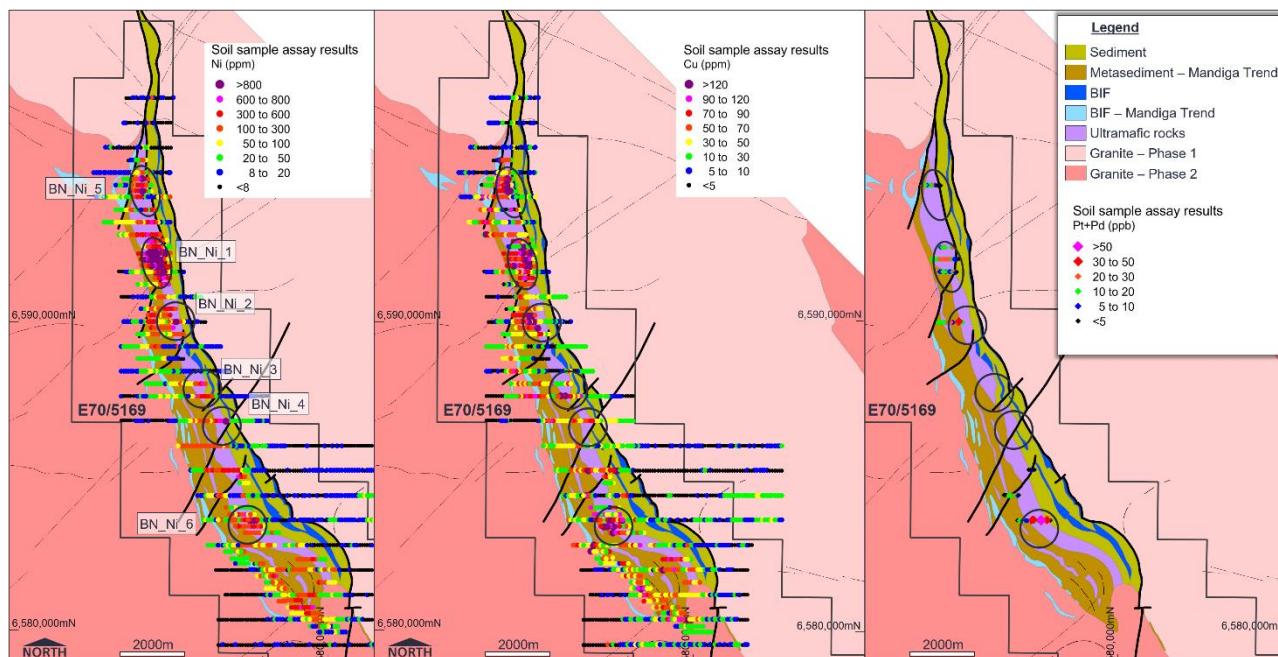 Soil sample assay results
Ni (ppm)
>800
600 to 800
300 to 600
100 to 300
50 to 100
20 to 50
8 to 20
<8
BN_Ni_5
BN_Ni_1
BN_Ni_2
6,590,000mN
BN_Ni_3
BN_Ni_4
E70/5169
BN_Ni_6
6,580,000mN
NORTH
2000m
Soil sample assay results
Cu (ppm)
>120
90 to 120
70 to 90
50 to 70
30 to 50
10 to 30
5 to 10
<5
6,590,000mN
E70/5169
6,580,000mN
NORTH
2000m
Legend
Sediment
Metasediment – Mandiga Trend
BIF
BIF – Mandiga Trend
Ultramafic rocks
Granite – Phase 1
Granite – Phase 2
Soil sample assay results
Pt+Pd (ppb)
>50
30 to 50
20 to 30
10 to 20
5 to 10
<5
6,590,000mN
E70/5169
6,580,000mN
2000m